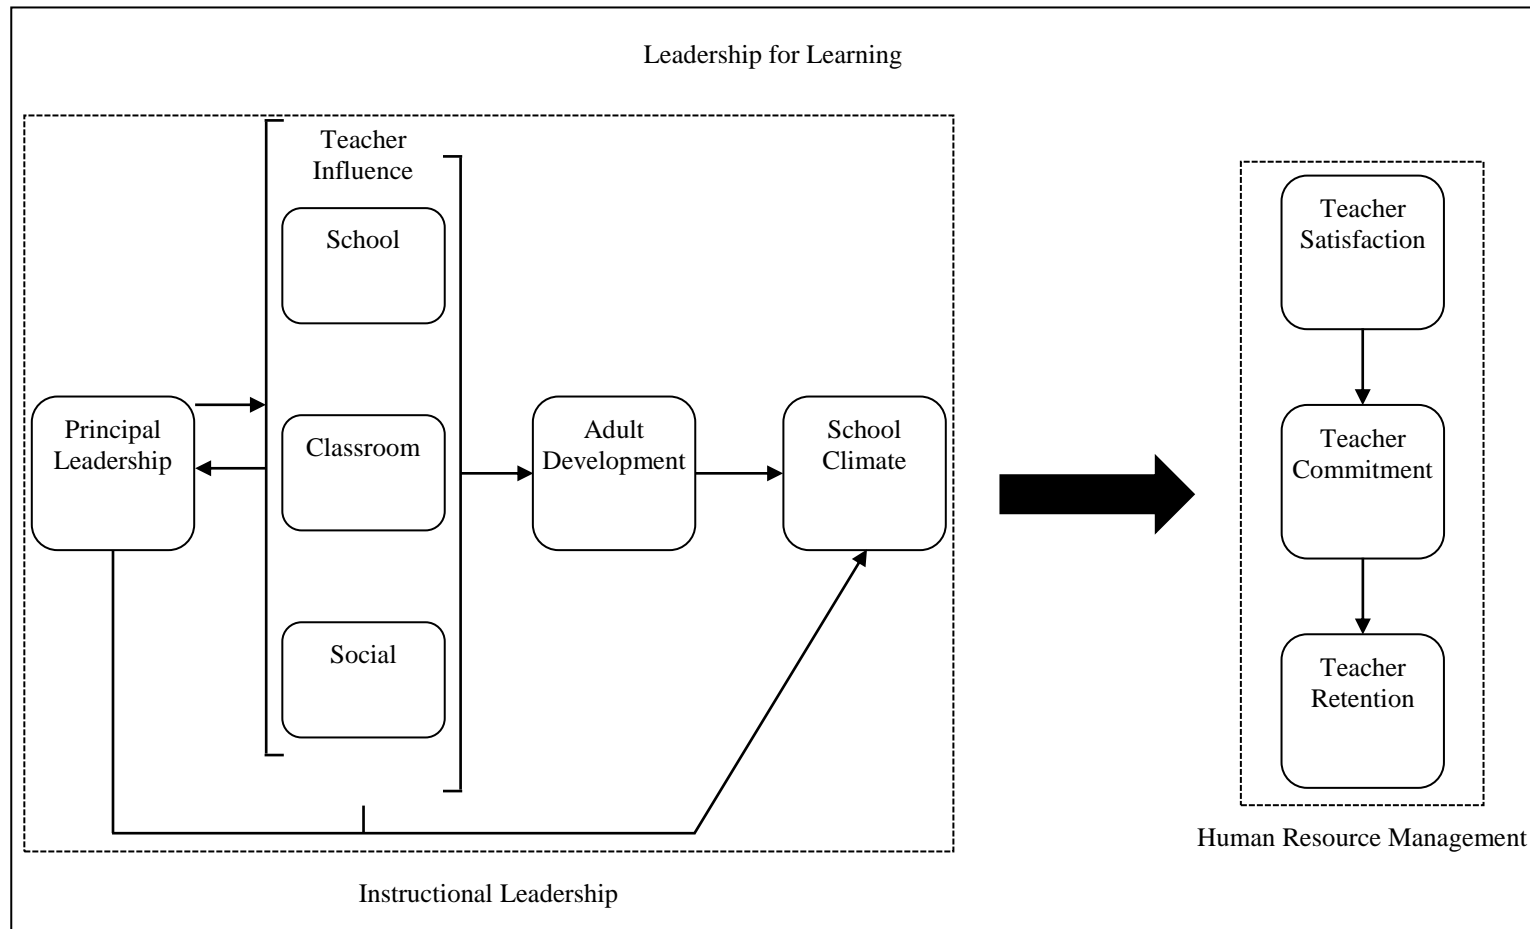 Leadership for Learning
Teacher
Influence
School
Classroom
Social
Principal
Leadership
Adult
Development
School
Climate
Instructional Leadership
Teacher
Satisfaction
Teacher
Commitment
Teacher
Retention
Human Resource Management